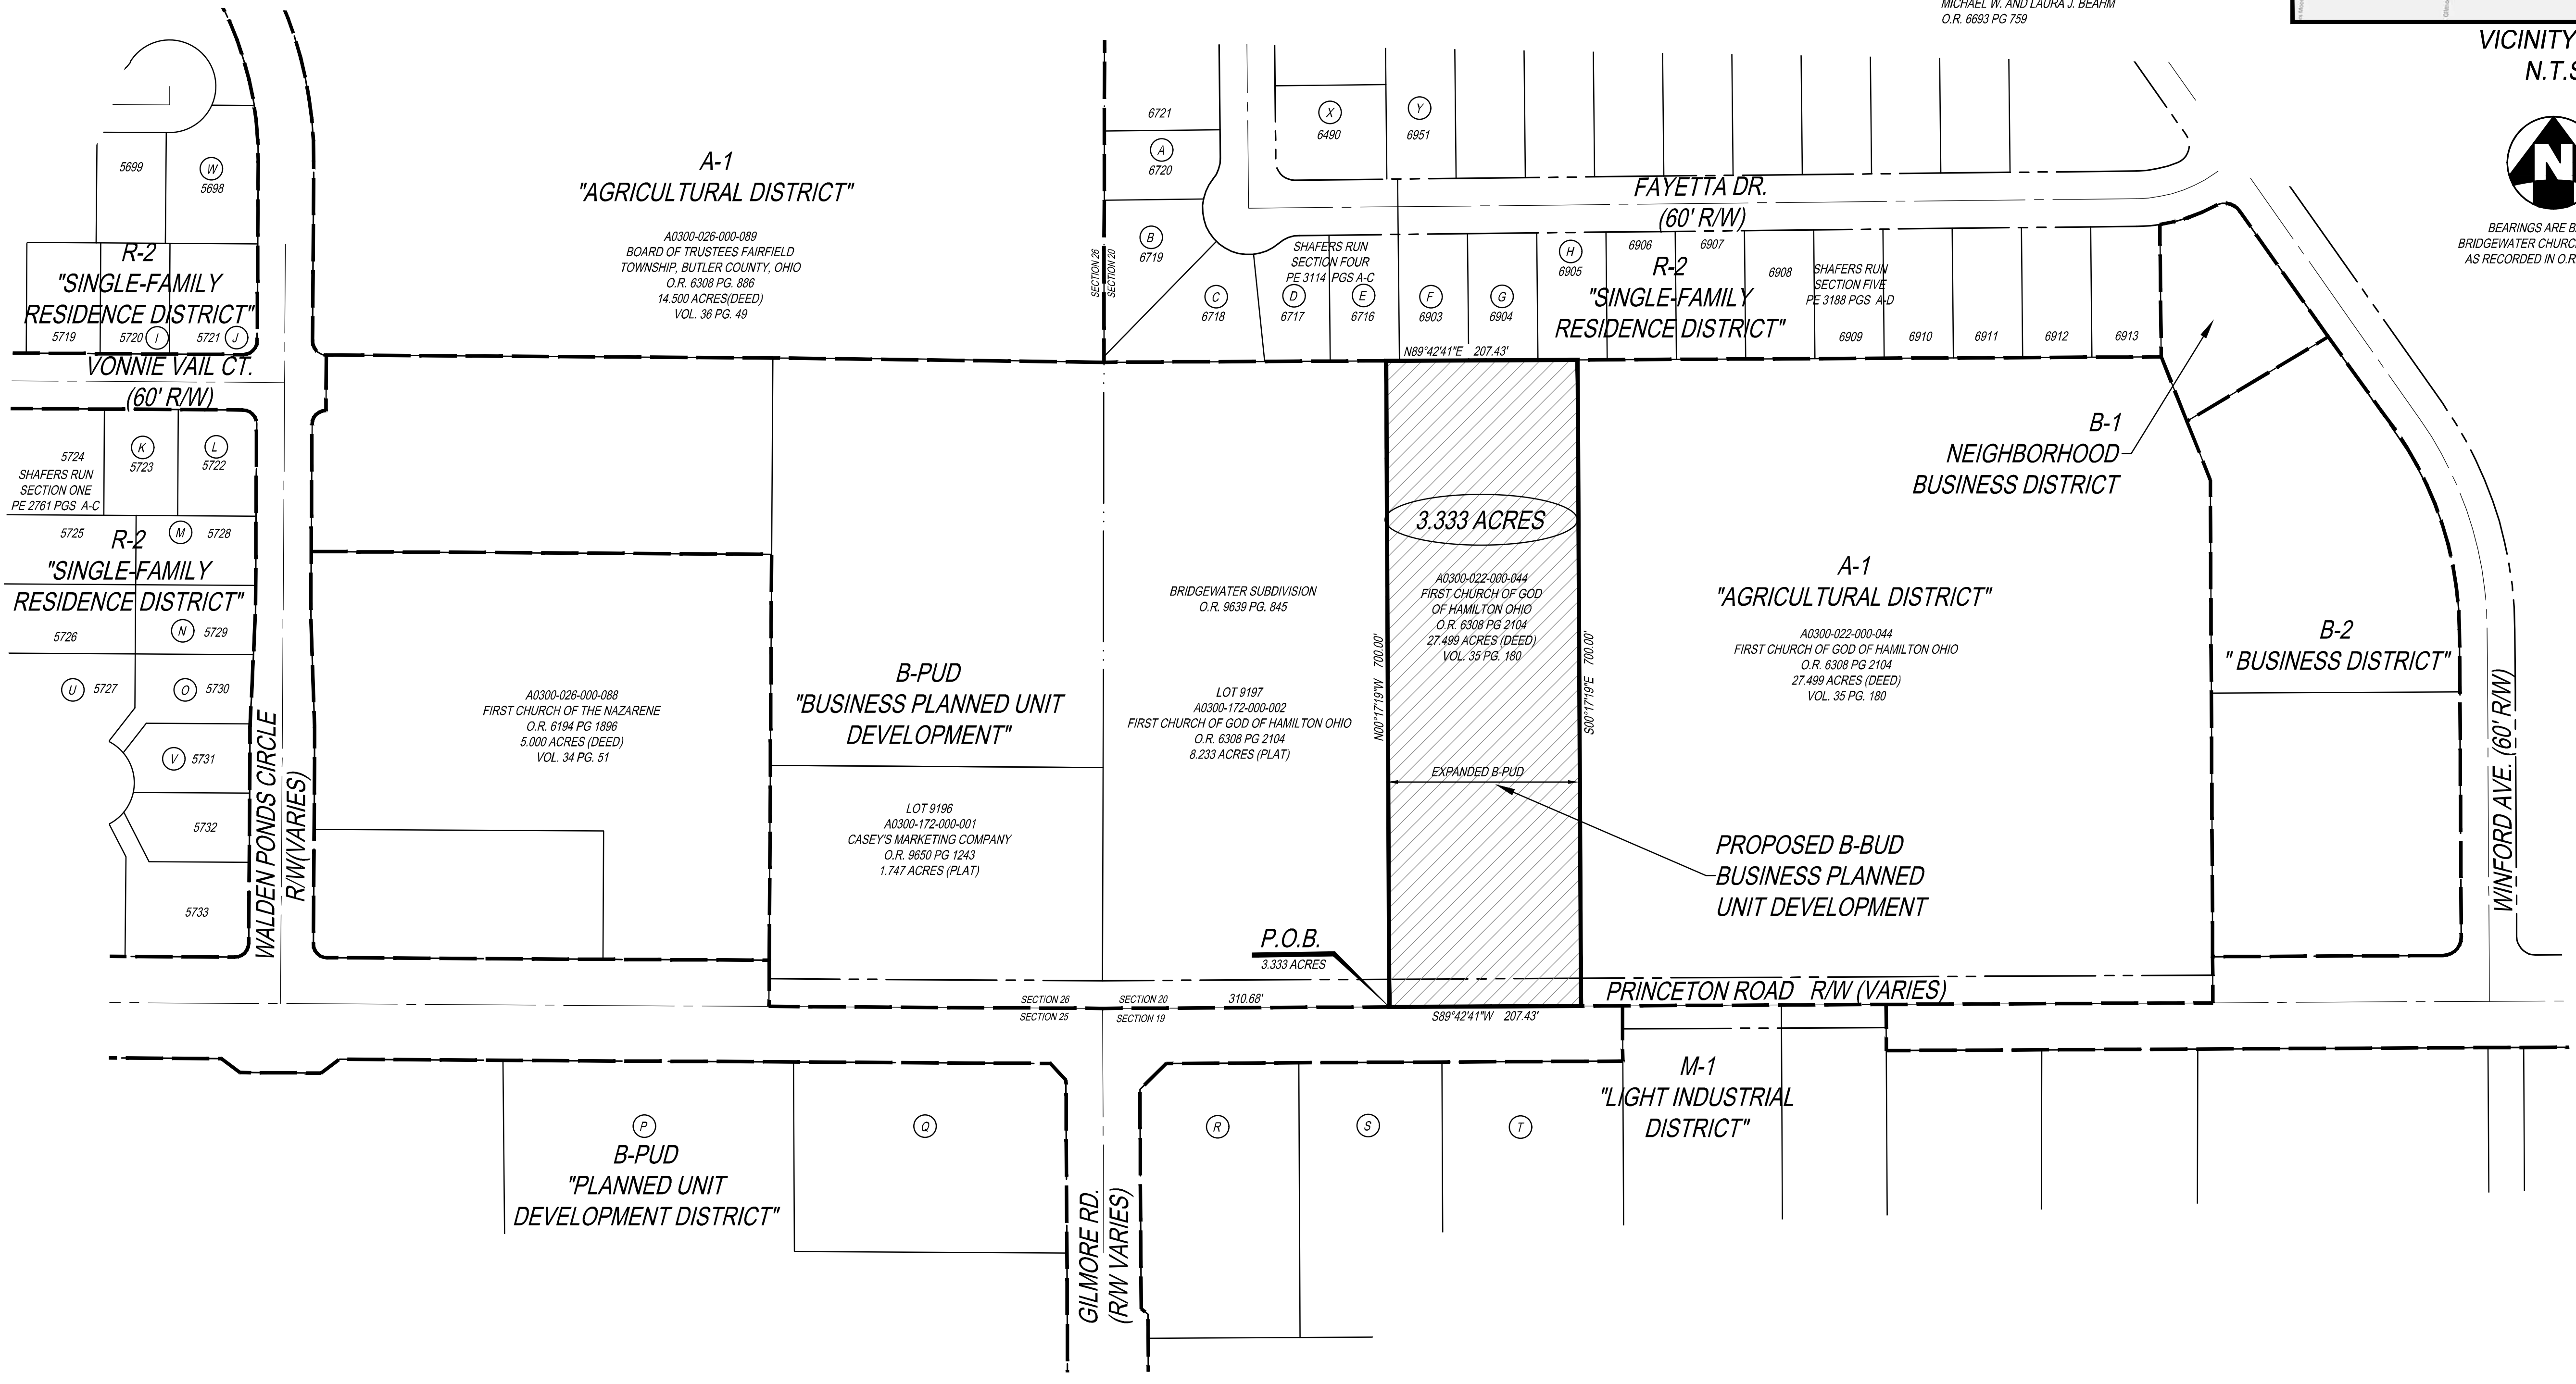 MICHAEL W. AND LAURA J. BEAHM
O.R. 6693 PG 759
VICINITY
N.T.S
N
BEARINGS ARE B
BRIDGEWATER CHURC
AS RECORDED IN O.R
5699
W
5698
R-2
"SINGLE-FAMILY
RESIDENCE DISTRICT"
5719
5720
I
5721
J
VONNIE VAIL CT.
(60' R/W)
A-1
"AGRICULTURAL DISTRICT"
A0300-026-000-089
BOARD OF TRUSTEES FAIRFIELD
TOWNSHIP, BUTLER COUNTY, OHIO
O.R. 6308 PG. 886
14.500 ACRES(DEED)
VOL. 36 PG. 49
SECTION 26
SECTION 20
6721
A
6720
B
6719
C
6718
X
6490
Y
6951
FAYETTA DR.
(60' R/W)
SHAFERS RUN
SECTION FOUR
PE 3114 PGS A-C
D
6717
E
6716
F
6903
G
6904
H
6905
6906
6907
R-2
"SINGLE-FAMILY
RESIDENCE DISTRICT"
6908
SHAFERS RUN
SECTION FIVE
PE 3188 PGS A-D
6909
6910
6911
6912
6913
N89°42'41"E 207.43'
B-1
NEIGHBORHOOD
BUSINESS DISTRICT
5724
SHAFERS RUN
SECTION ONE
PE 2761 PGS A-C
K
5723
L
5722
5725
M
5728
R-2
"SINGLE-FAMILY
RESIDENCE DISTRICT"
5726
N
5729
U
5727
O
5730
V
5731
5732
5733
WALDEN PONDS CIRCLE
R/W(VARIES)
A0300-026-000-088
FIRST CHURCH OF THE NAZARENE
O.R. 6194 PG 1896
5.000 ACRES (DEED)
VOL. 34 PG. 51
B-PUD
"BUSINESS PLANNED UNIT
DEVELOPMENT"
LOT 9196
A0300-172-000-001
CASEY'S MARKETING COMPANY
O.R. 9650 PG 1243
1.747 ACRES (PLAT)
BRIDGEWATER SUBDIVISION
O.R. 9639 PG. 845
LOT 9197
A0300-172-000-002
FIRST CHURCH OF GOD OF HAMILTON OHIO
O.R. 6308 PG 2104
8.233 ACRES (PLAT)
N00°17'19"W 700.00'
3.333 ACRES
A0300-022-000-044
FIRST CHURCH OF GOD
OF HAMILTON OHIO
O.R. 6308 PG 2104
27.499 ACRES (DEED)
VOL. 35 PG. 180
EXPANDED B-PUD
S00°17'19"E 700.00'
A-1
"AGRICULTURAL DISTRICT"
A0300-022-000-044
FIRST CHURCH OF GOD OF HAMILTON OHIO
O.R. 6308 PG 2104
27.499 ACRES (DEED)
VOL. 35 PG. 180
PROPOSED B-BUD
BUSINESS PLANNED
UNIT DEVELOPMENT
B-2
" BUSINESS DISTRICT"
WINFORD AVE. (60' R/W)
P.O.B.
3.333 ACRES
SECTION 26
SECTION 20
310.68'
SECTION 25
SECTION 19
S89°42'41"W 207.43'
PRINCETON ROAD R/W (VARIES)
P
B-PUD
"PLANNED UNIT
DEVELOPMENT DISTRICT"
Q
GILMORE RD.
(R/W VARIES)
R
S
T
M-1
"LIGHT INDUSTRIAL
DISTRICT"